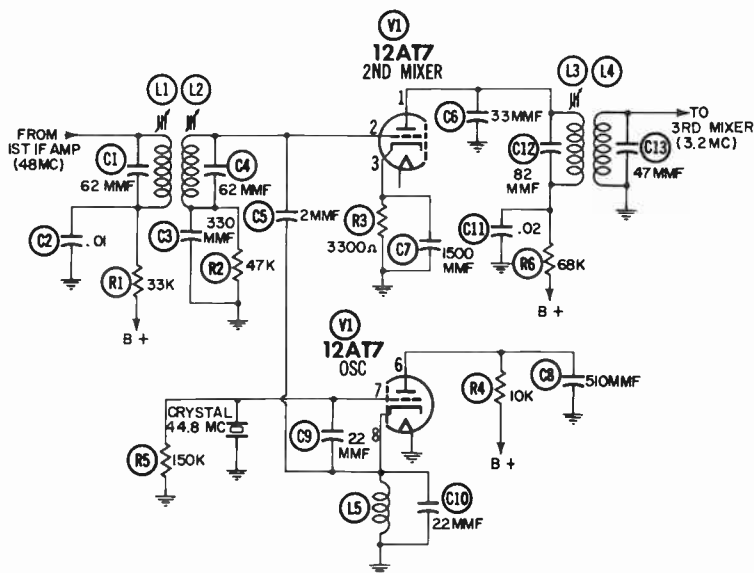 V1
12AT7
2ND MIXER
L1 L2
L3 L4
FROM
1ST IF AMP
(48MC)
C1
62 MMF
C4
62 MMF
1
2
3
C6
33MMF
C12
82
MMF
C13
47MMF
TO
3RD MIXER
(3.2MC)
C2
.01
C3
330
MMF
R2
47K
C5
2MMF
R3
3300Ω
C7
1500
MMF
C11
.02
R6
68K
R1
33K
B +
B +
V1
12AT7
OSC
6
7
8
R4
10K
C8
510MMF
B +
CRYSTAL
44.8 MC
R5
150K
C9
22
MMF
L5
C10
22MMF